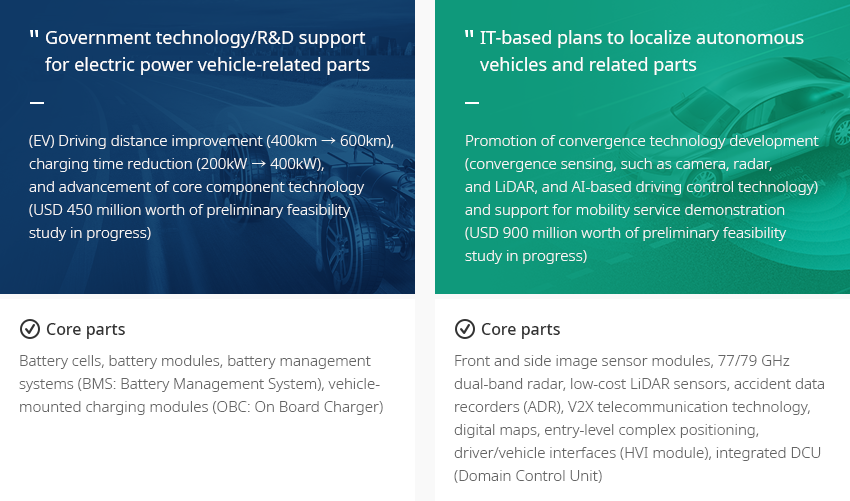 " Government technology/R&D support
for electric power vehicle-related parts
(EV) Driving distance improvement (400km → 600km),
charging time reduction (200kW → 400kW),
and advancement of core component technology
(USD 450 million worth of preliminary feasibility
study in progress)
Core parts
Battery cells, battery modules, battery management
systems (BMS: Battery Management System), vehicle-
mounted charging modules (OBC: On Board Charger)
" IT-based plans to localize autonomous
vehicles and related parts
Promotion of convergence technology development
(convergence sensing, such as camera, radar,
and LiDAR, and AI-based driving control technology)
and support for mobility service demonstration
(USD 900 million worth of preliminary feasibility
study in progress)
Core parts
Front and side image sensor modules, 77/79 GHz
dual-band radar, low-cost LiDAR sensors, accident data
recorders (ADR), V2X telecommunication technology,
digital maps, entry-level complex positioning,
driver/vehicle interfaces (HVI module), integrated DCU
(Domain Control Unit)